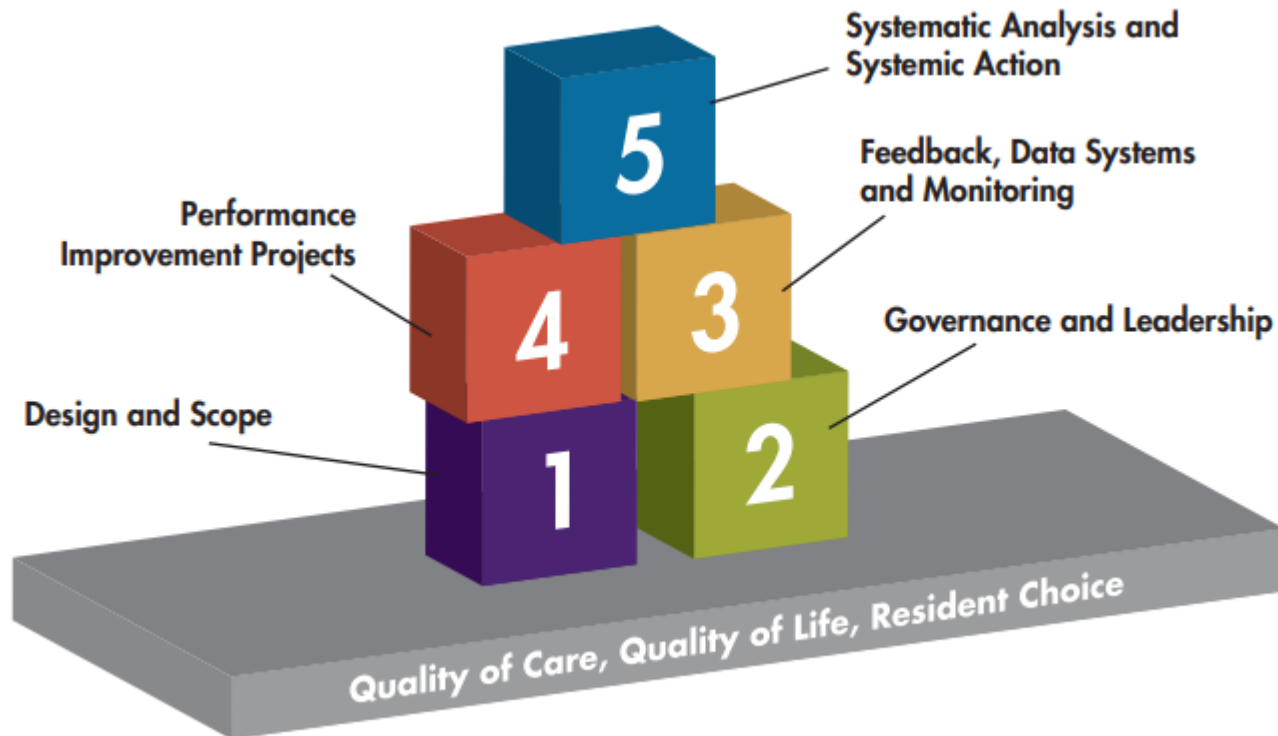 Systematic Analysis and
Systemic Action
5
Feedback, Data Systems
and Monitoring
Performance
Improvement Projects
4
3
Governance and Leadership
Design and Scope
1
2
Quality of Care, Quality of Life, Resident Choice